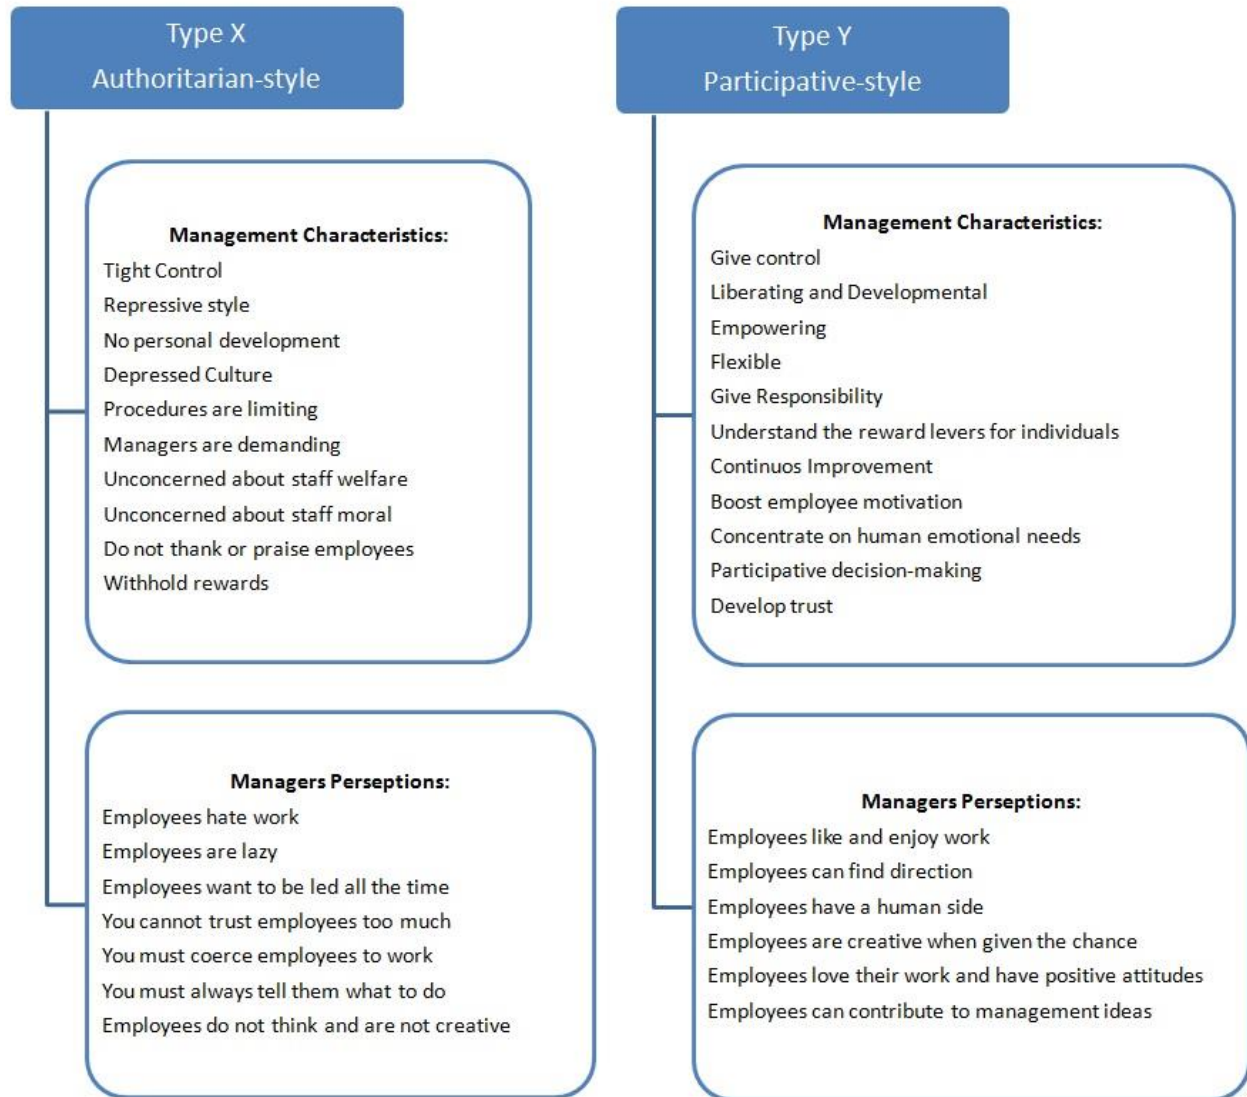 Type X
Authoritarian-style
Management Characteristics:
Tight Control
Repressive style
No personal development
Depressed Culture
Procedures are limiting
Managers are demanding
Unconcerned about staff welfare
Unconcerned about staff moral
Do not thank or praise employees
Withhold rewards
Managers Perseptions:
Employees hate work
Employees are lazy
Employees want to be led all the time
You cannot trust employees too much
You must coerce employees to work
You must always tell them what to do
Employees do not think and are not creative
Type Y
Participative-style
Management Characteristics:
Give control
Liberating and Developmental
Empowering
Flexible
Give Responsibility
Understand the reward levers for individuals
Continuos Improvement
Boost employee motivation
Concentrate on human emotional needs
Participative decision-making
Develop trust
Managers Perseptions:
Employees like and enjoy work
Employees can find direction
Employees have a human side
Employees are creative when given the chance
Employees love their work and have positive attitudes
Employees can contribute to management ideas